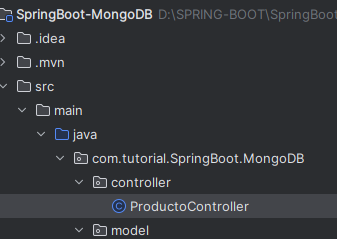 SpringBoot-MongoDB D:\SPRING-BOOT\SpringBoot
.idea
.mvn
src
main
java
com.tutorial.SpringBoot.MongoDB
controller
C ProductoController
model